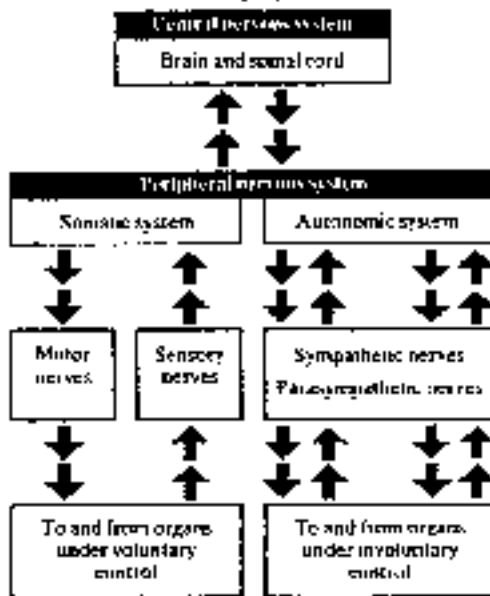 Central nervous system
Brain and spinal cord
Peripheral nervous system
Somatic system
Autonomic system
Motor
nerves
Sensory
nerves
Sympathetic nerves
Parasympathetic nerves
To and from organs
under voluntary
control
To and from organs
under involuntary
control